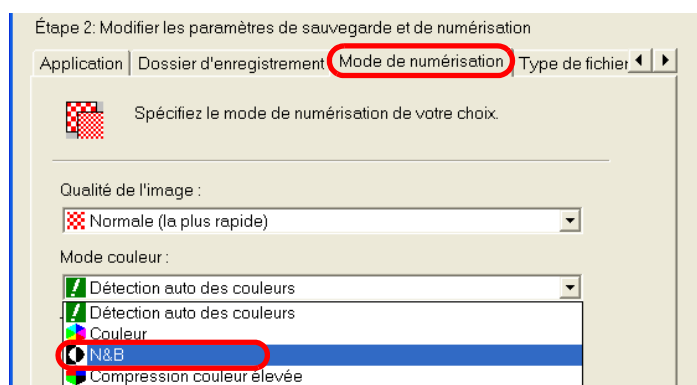 Étape 2: Modifier les paramètres de sauvegarde et de numérisation
Application Dossier d'enregistrement Mode de numérisation Type de fichier
Spécifiez le mode de numérisation de votre choix.
Qualité de l'image :
Normale (la plus rapide)
Mode couleur :
Détection auto des couleurs
Détection auto des couleurs
Couleur
N&B
Compression couleur élevée